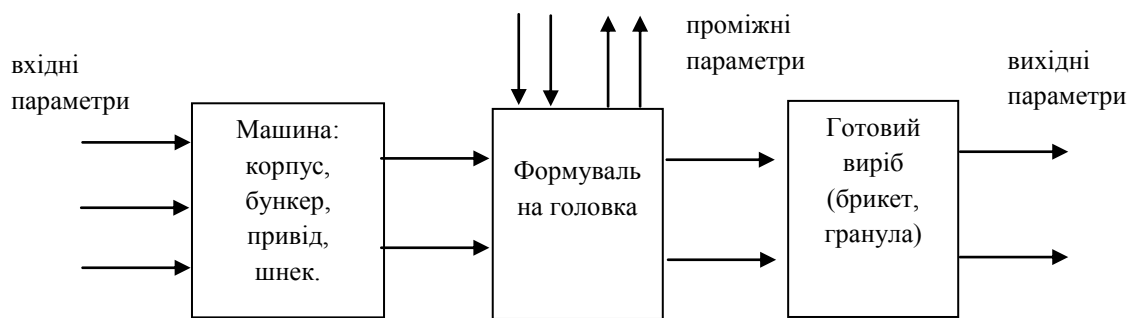 вхідні
параметри
Машина:
корпус,
бункер,
привід,
шнек.
Формуваль
на головка
проміжні
параметри
Готовий
виріб
(брикет,
гранула)
вихідні
параметри